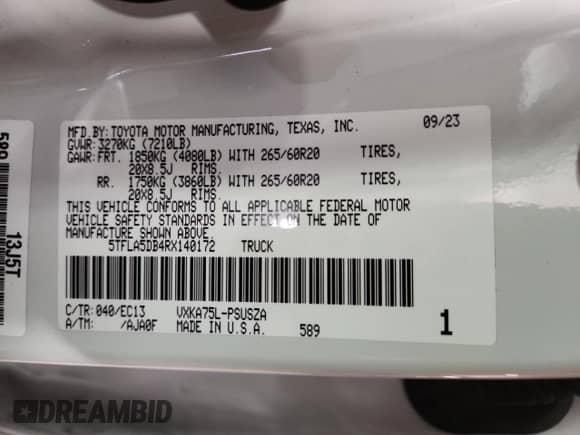 MFD.BY:TOYOTA MOTOR MANUFACTURING, TEXAS, INC. 09/23
GVWR:3270KG (7210LB)
GAWR:FRT. 1850KG (4080LB) WITH 265/60R20 TIRES,
20X8.5J RIMS.
RR. 1750KG (3860LB) WITH 265/60R20 TIRES,
20X8.5J RIMS.
THIS VEHICLE CONFORMS TO ALL APPLICABLE FEDERAL MOTOR
VEHICLE SAFETY STANDARDS IN EFFECT ON THE DATE OF
MANUFACTURE SHOWN ABOVE
5TFLA5DB4RX140172 TRUCK
C/TR:040/EC13 VXKA75L-PSUSZA
A/TM: /AJA0F MADE IN U.S.A. 589 1
589
13J5T
DREAMBID